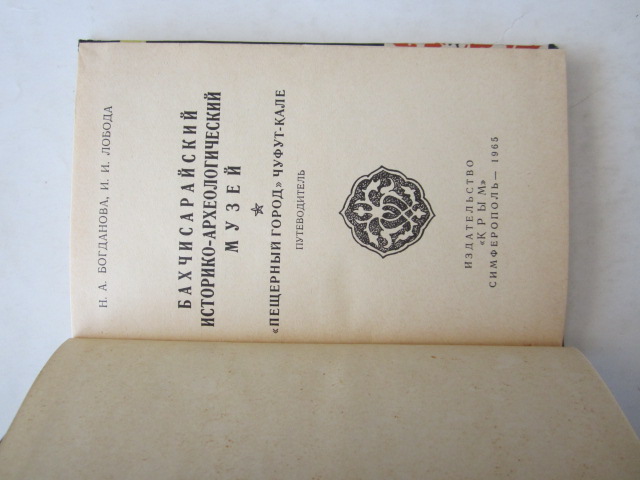 Н. А. БОГДАНОВА, И. И. ЛОБОДА
БАХЧИСАРАЙСКИЙ
ИСТОРИКО-АРХЕОЛОГИЧЕСКИЙ
МУЗЕЙ
«ПЕЩЕРНЫЙ ГОРОД» ЧУФУТ-КАЛЕ
ПУТЕВОДИТЕЛЬ
ИЗДАТЕЛЬСТВО
«КРЫМ»
СИМФЕРОПОЛЬ — 1965